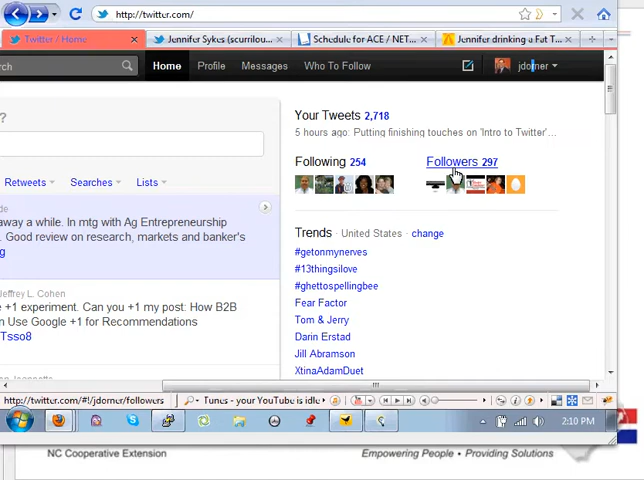 http://twitter.com/
Twitter / Home
Jennifer Sykes (scurrilou...
Schedule for ACE / NET...
Jennifer drinking a Fat T...
rch
Home
Profile
Messages
Who To Follow
jdorner
?
Your Tweets 2,718
5 hours ago: Putting finishing touches on 'Intro to Twitter'...
Following 254
Followers 297
Retweets
Searches
Lists
de
away a while. In mtg with Ag Entrepreneurship
. Good review on research, markets and banker's
g
Trends · United States · change
#getonmynerves
#13thingsilove
#ghettospellingbee
Fear Factor
Tom & Jerry
Darin Erstad
Jill Abramson
XtinaAdamDuet
Jeffrey L. Cohen
e +1 experiment. Can you +1 my post: How B2B
n Use Google +1 for Recommendations
Tsso8
http://twitter.com/#!/jdorner/followers
Tunes - your YouTube is idle
2:10 PM
NC Cooperative Extension
Empowering People • Providing Solutions